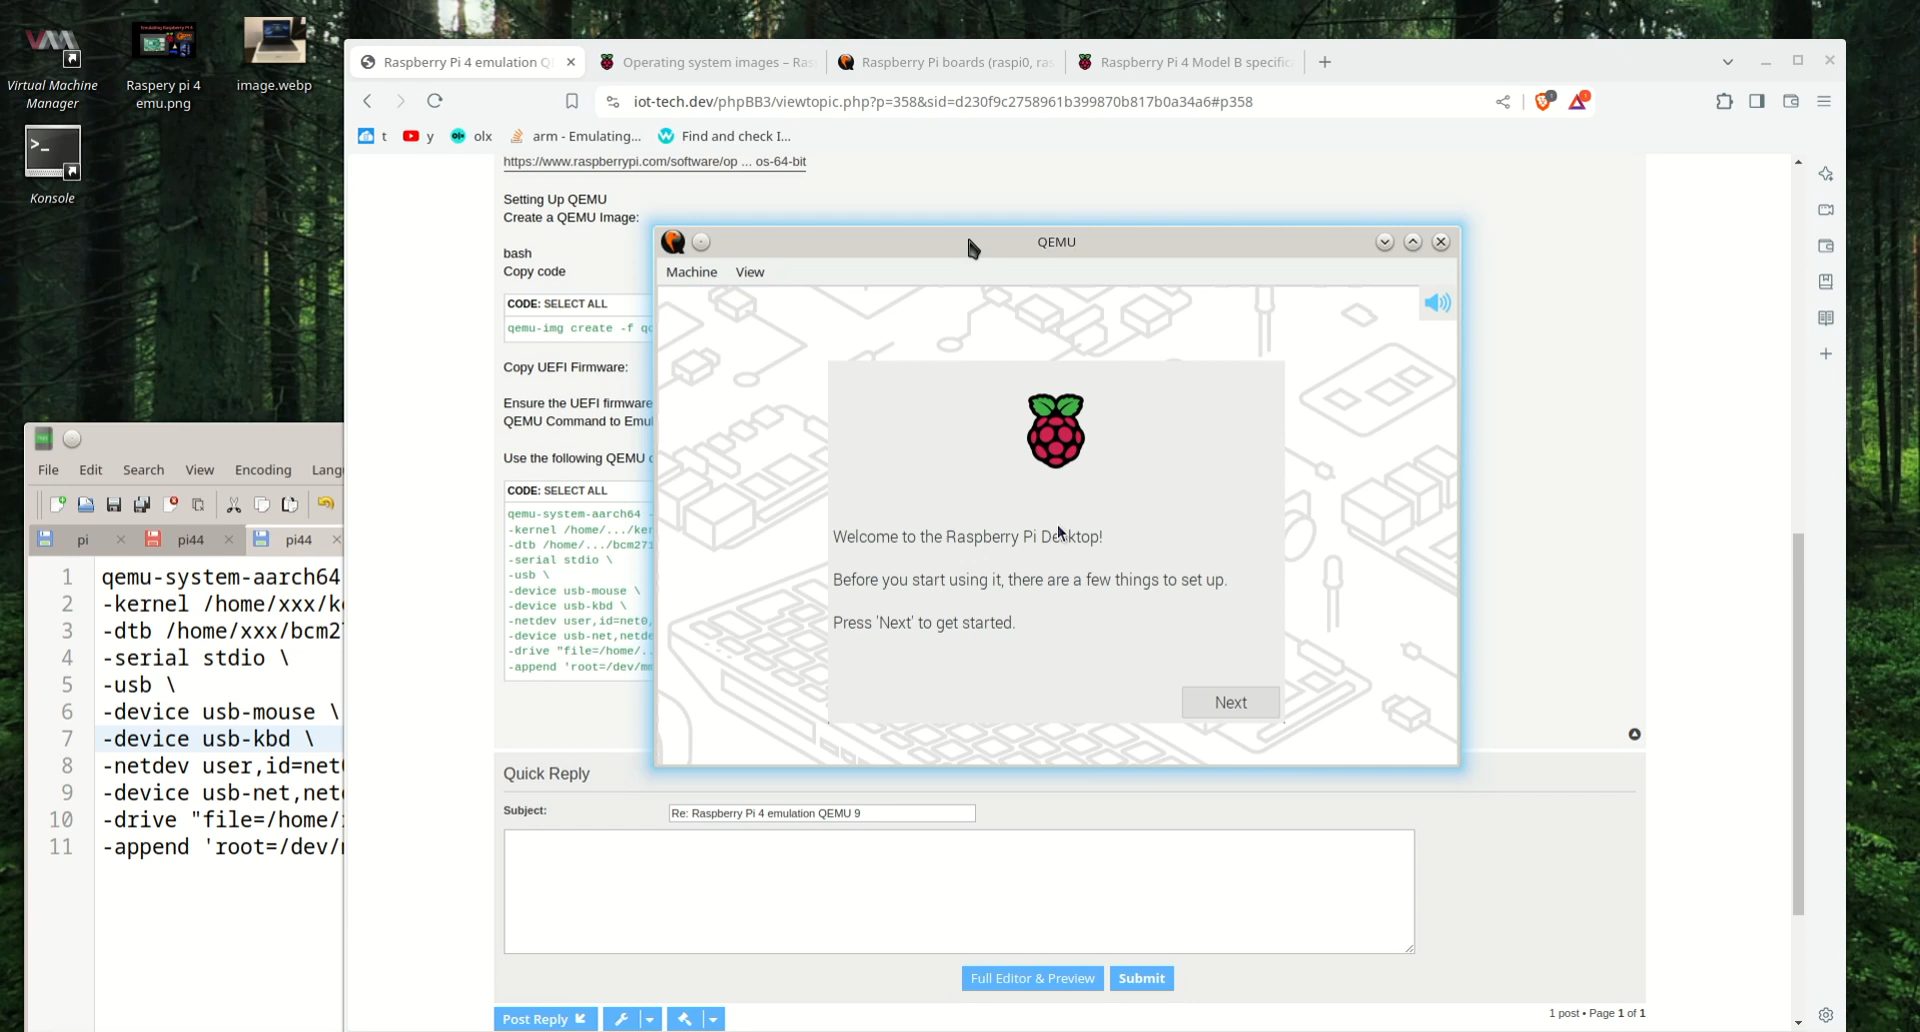 Virtual Machine
Manager
Raspery pi 4
emu.png
image.webp
Konsole
Raspberry Pi 4 emulation Q
Operating system images – Ras
Raspberry Pi boards (raspi0, ras
Raspberry Pi 4 Model B specific
iot-tech.dev/phpBB3/viewtopic.php?p=358&sid=d230f9c2758961b399870b817b0a34a6#p358
t
y
olx
arm - Emulating...
Find and check I...
https://www.raspberrypi.com/software/op ... os-64-bit
Setting Up QEMU
Create a QEMU Image:
bash
Copy code
CODE: SELECT ALL
qemu-img create -f qc
Copy UEFI Firmware:
Ensure the UEFI firmware
QEMU Command to Emul
Use the following QEMU c
CODE: SELECT ALL
qemu-system-aarch64 -
-kernel /home/.../ker
-dtb /home/.../bcm271
-serial stdio \
-usb \
-device usb-mouse \
-device usb-kbd \
-netdev user,id=net0,
-device usb-net,netde
-drive "file=/home/..
-append 'root=/dev/mm
QEMU
Machine View
Welcome to the Raspberry Pi Desktop!
Before you start using it, there are a few things to set up.
Press 'Next' to get started.
Next
File Edit Search View Encoding Langu
pi
pi44
pi44
1 qemu-system-aarch64
2 -kernel /home/xxx/ke
3 -dtb /home/xxx/bcm27
4 -serial stdio \
5 -usb \
6 -device usb-mouse \
7 -device usb-kbd \
8 -netdev user,id=net0
9 -device usb-net,netd
10 -drive "file=/home/x
11 -append 'root=/dev/m
Quick Reply
Subject:
Re: Raspberry Pi 4 emulation QEMU 9
Full Editor & Preview
Submit
Post Reply
1 post • Page 1 of 1